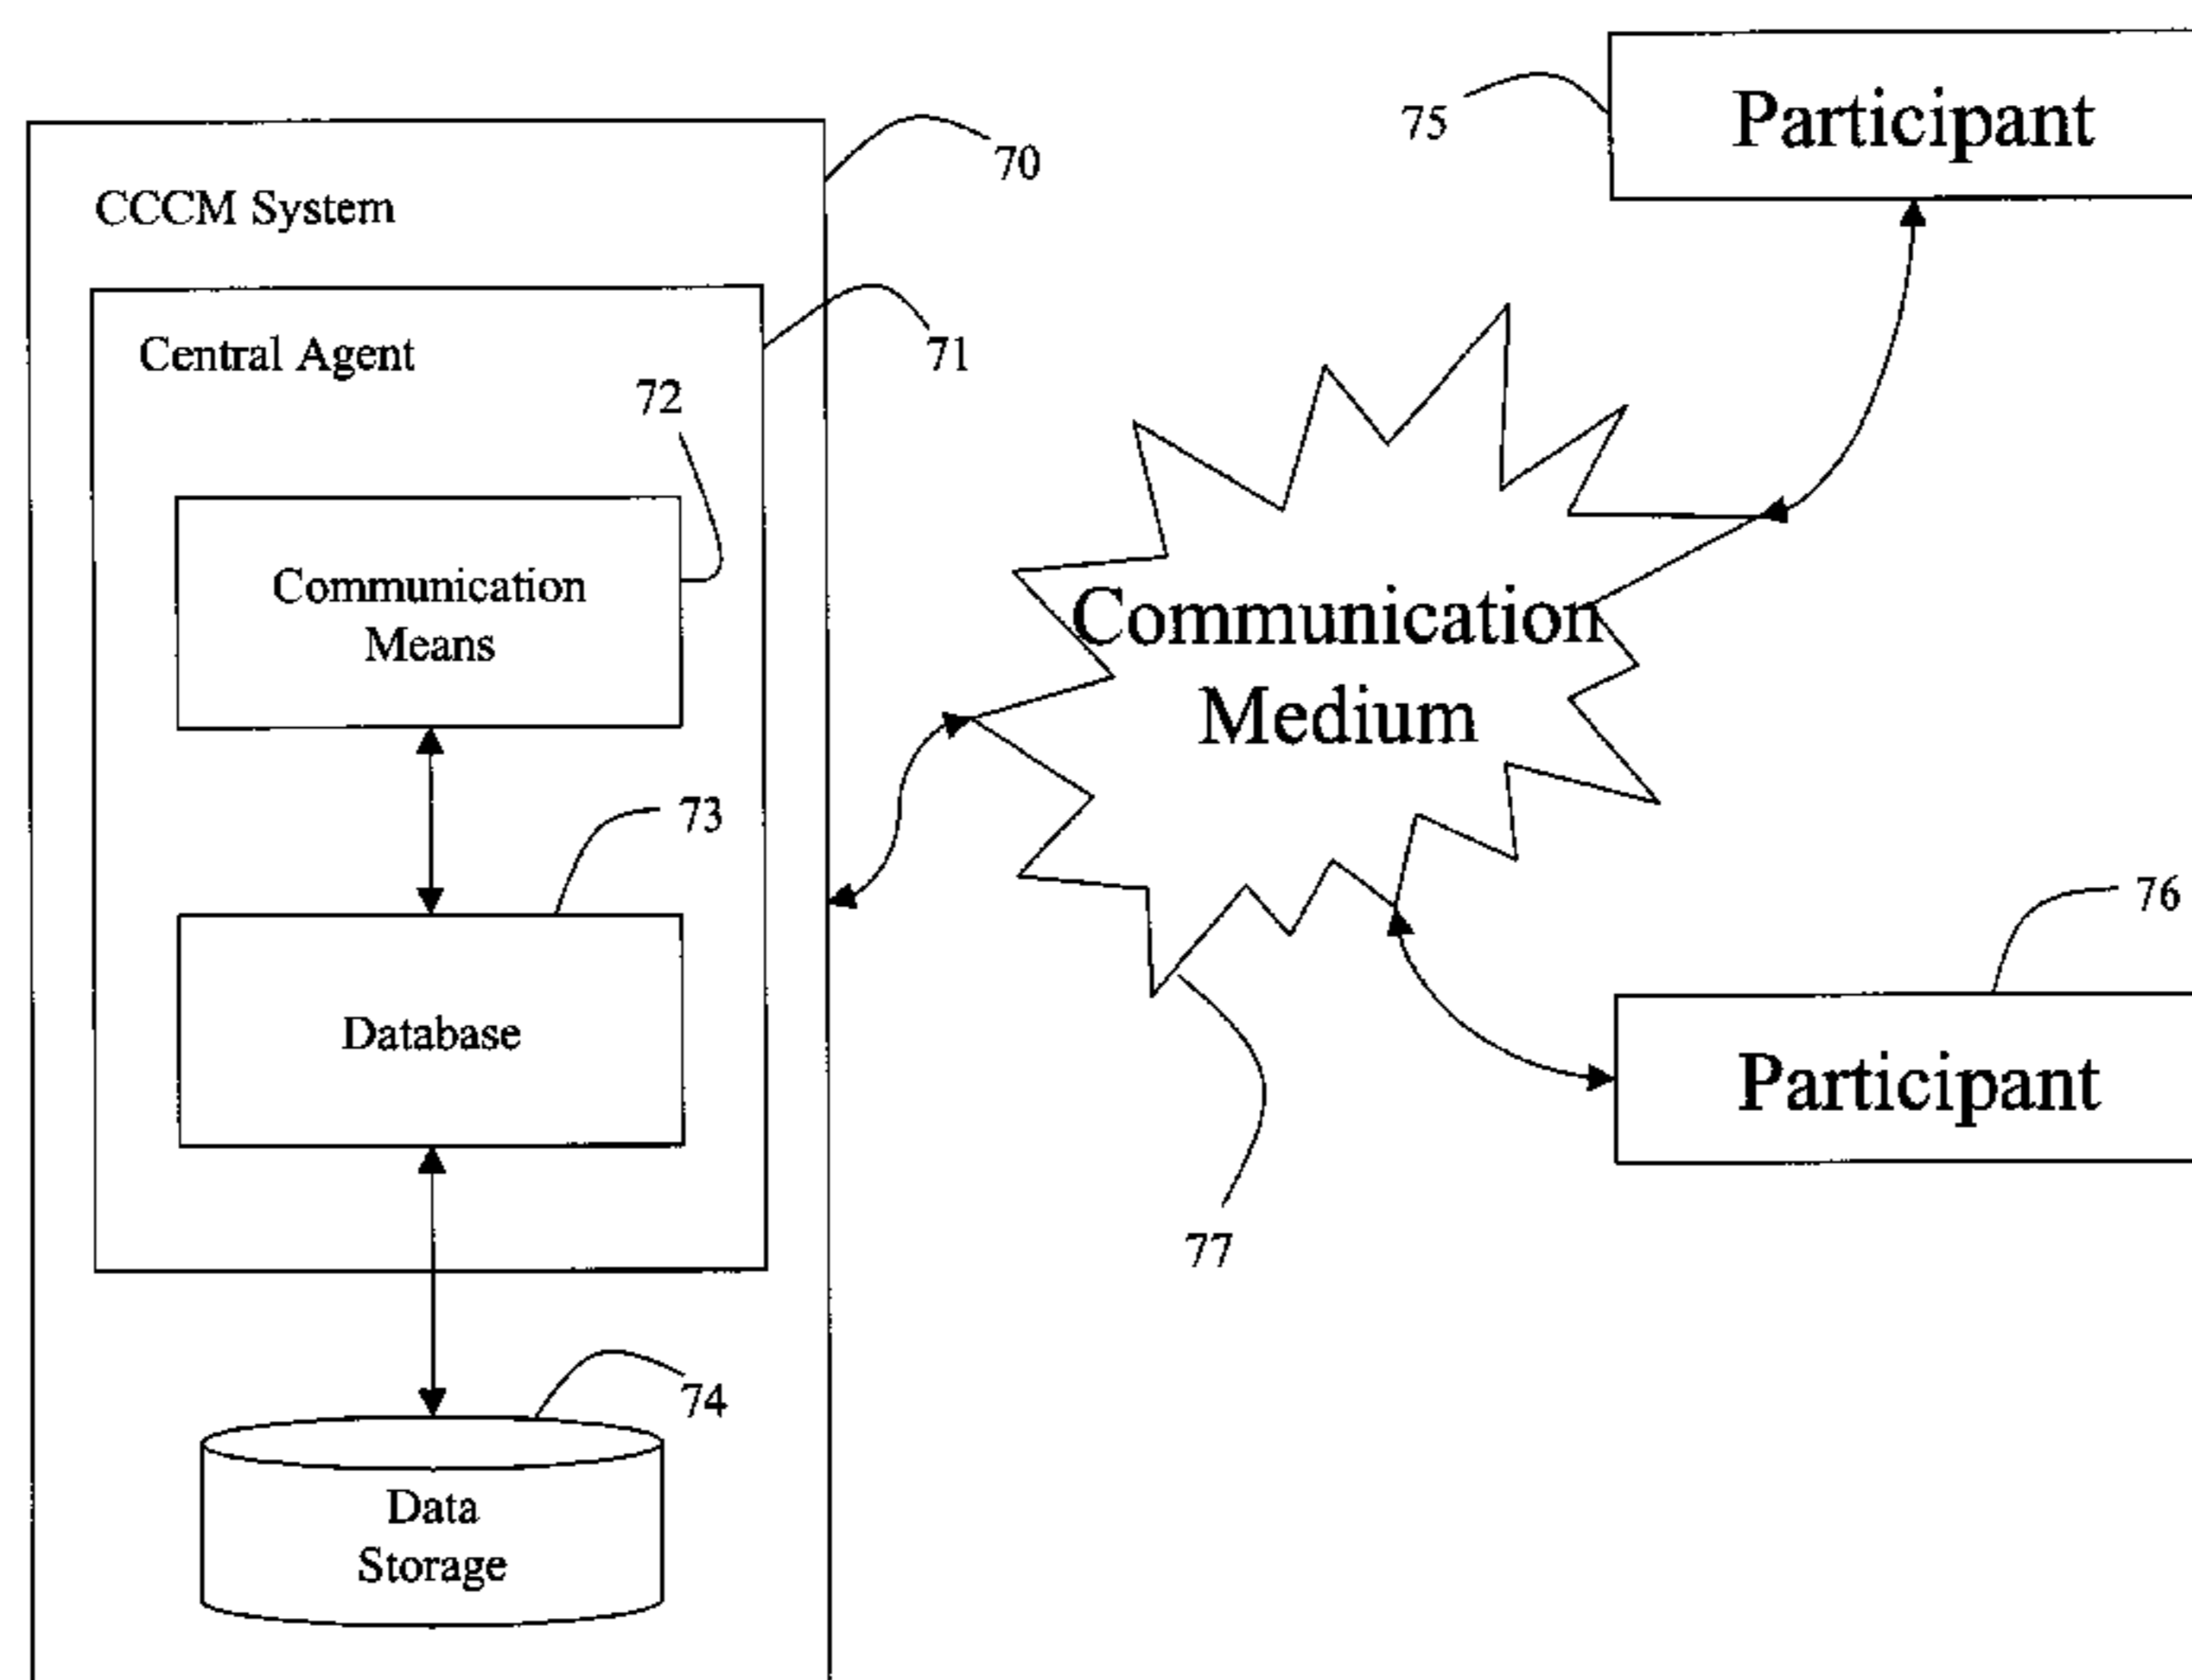 75
Participant
70
CCCM System
Central Agent
71
72
Communication
Means
Communication
Medium
73
76
Database
Participant
77
74
Data
Storage